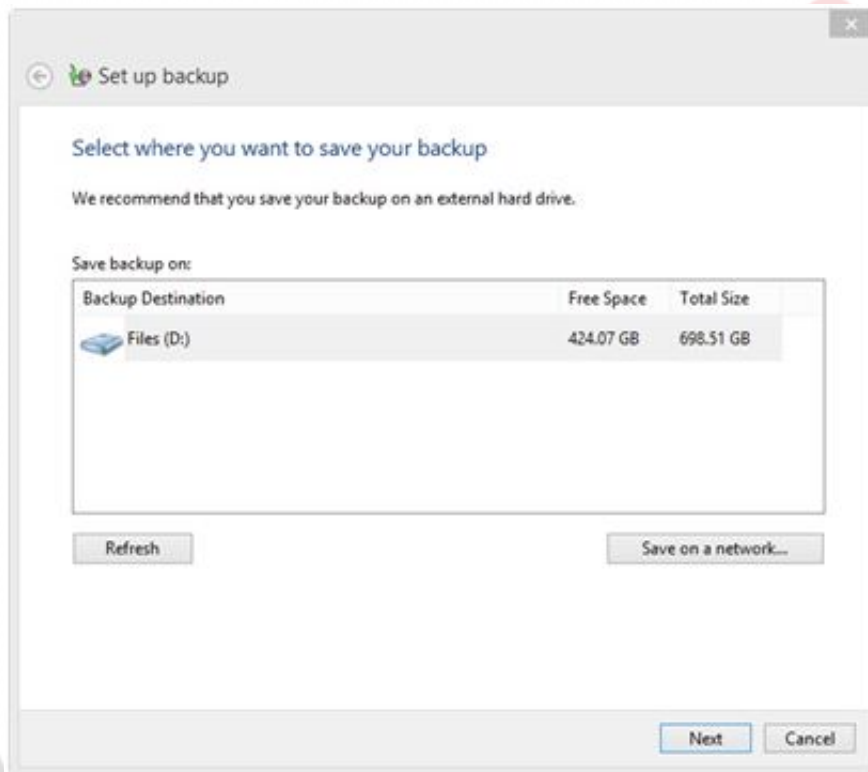 Set up backup
Select where you want to save your backup
We recommend that you save your backup on an external hard drive.
Save backup on:
Backup Destination Free Space Total Size
Files (D:) 424.07 GB 698.51 GB
Refresh Save on a network...
Next Cancel